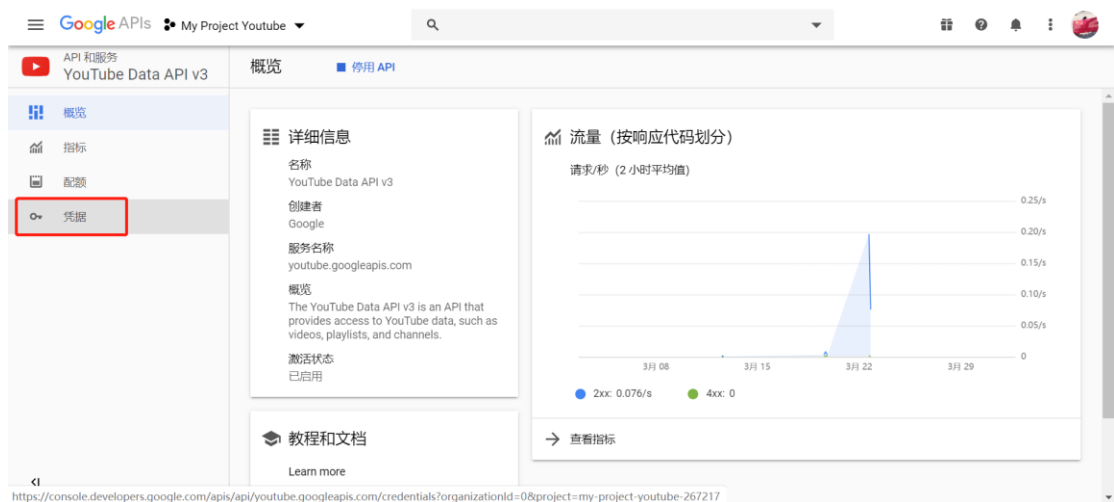 Google APIs My Project Youtube
API 和服务
YouTube Data API v3
概览
停用 API
概览
指标
配额
凭据
详细信息
名称
YouTube Data API v3
创建者
Google
服务名称
youtube.googleapis.com
概览
The YouTube Data API v3 is an API that
provides access to YouTube data, such as
videos, playlists, and channels.
激活状态
已启用
教程和文档
Learn more
流量（按响应代码划分）
请求/秒（2 小时平均值)
0.25/s
0.20/s
0.15/s
0.10/s
0.05/s
0
3月 08
3月 15
3月 22
3月 29
2xx: 0.076/s
4xx: 0
查看指标
https://console.developers.google.com/apis/api/youtube.googleapis.com/credentials?organizationId=0&project=my-project-youtube-267217